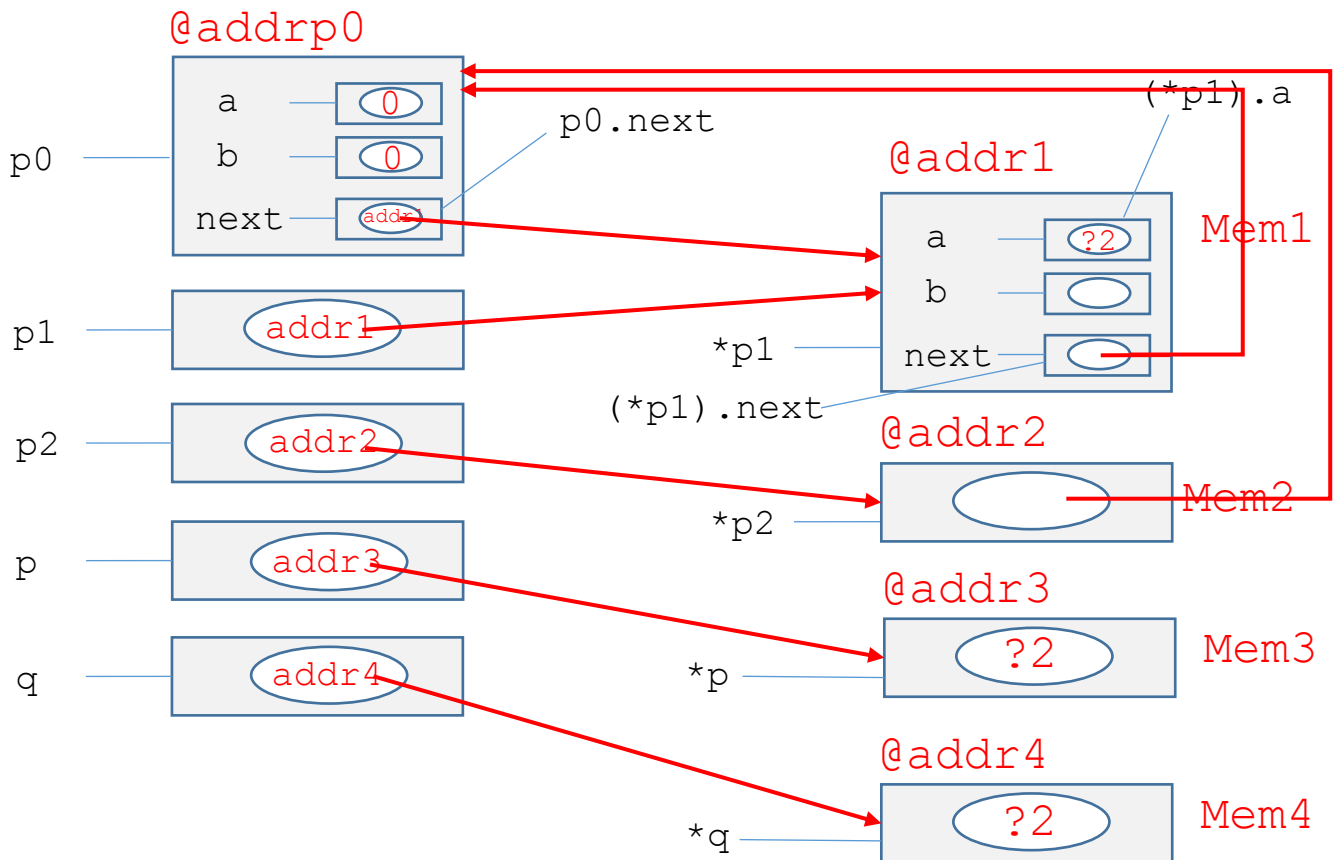 @addrp0
a 0
b 0
p0
next addr1
p0.next
(*p1).a
@addr1
Mem1
a ?2
b
next
*p1
(*p1).next
p1 addr1
p2 addr2
@addr2
Mem2
*p2
p addr3
@addr3
?2 Mem3
*p
q addr4
@addr4
?2 Mem4
*q